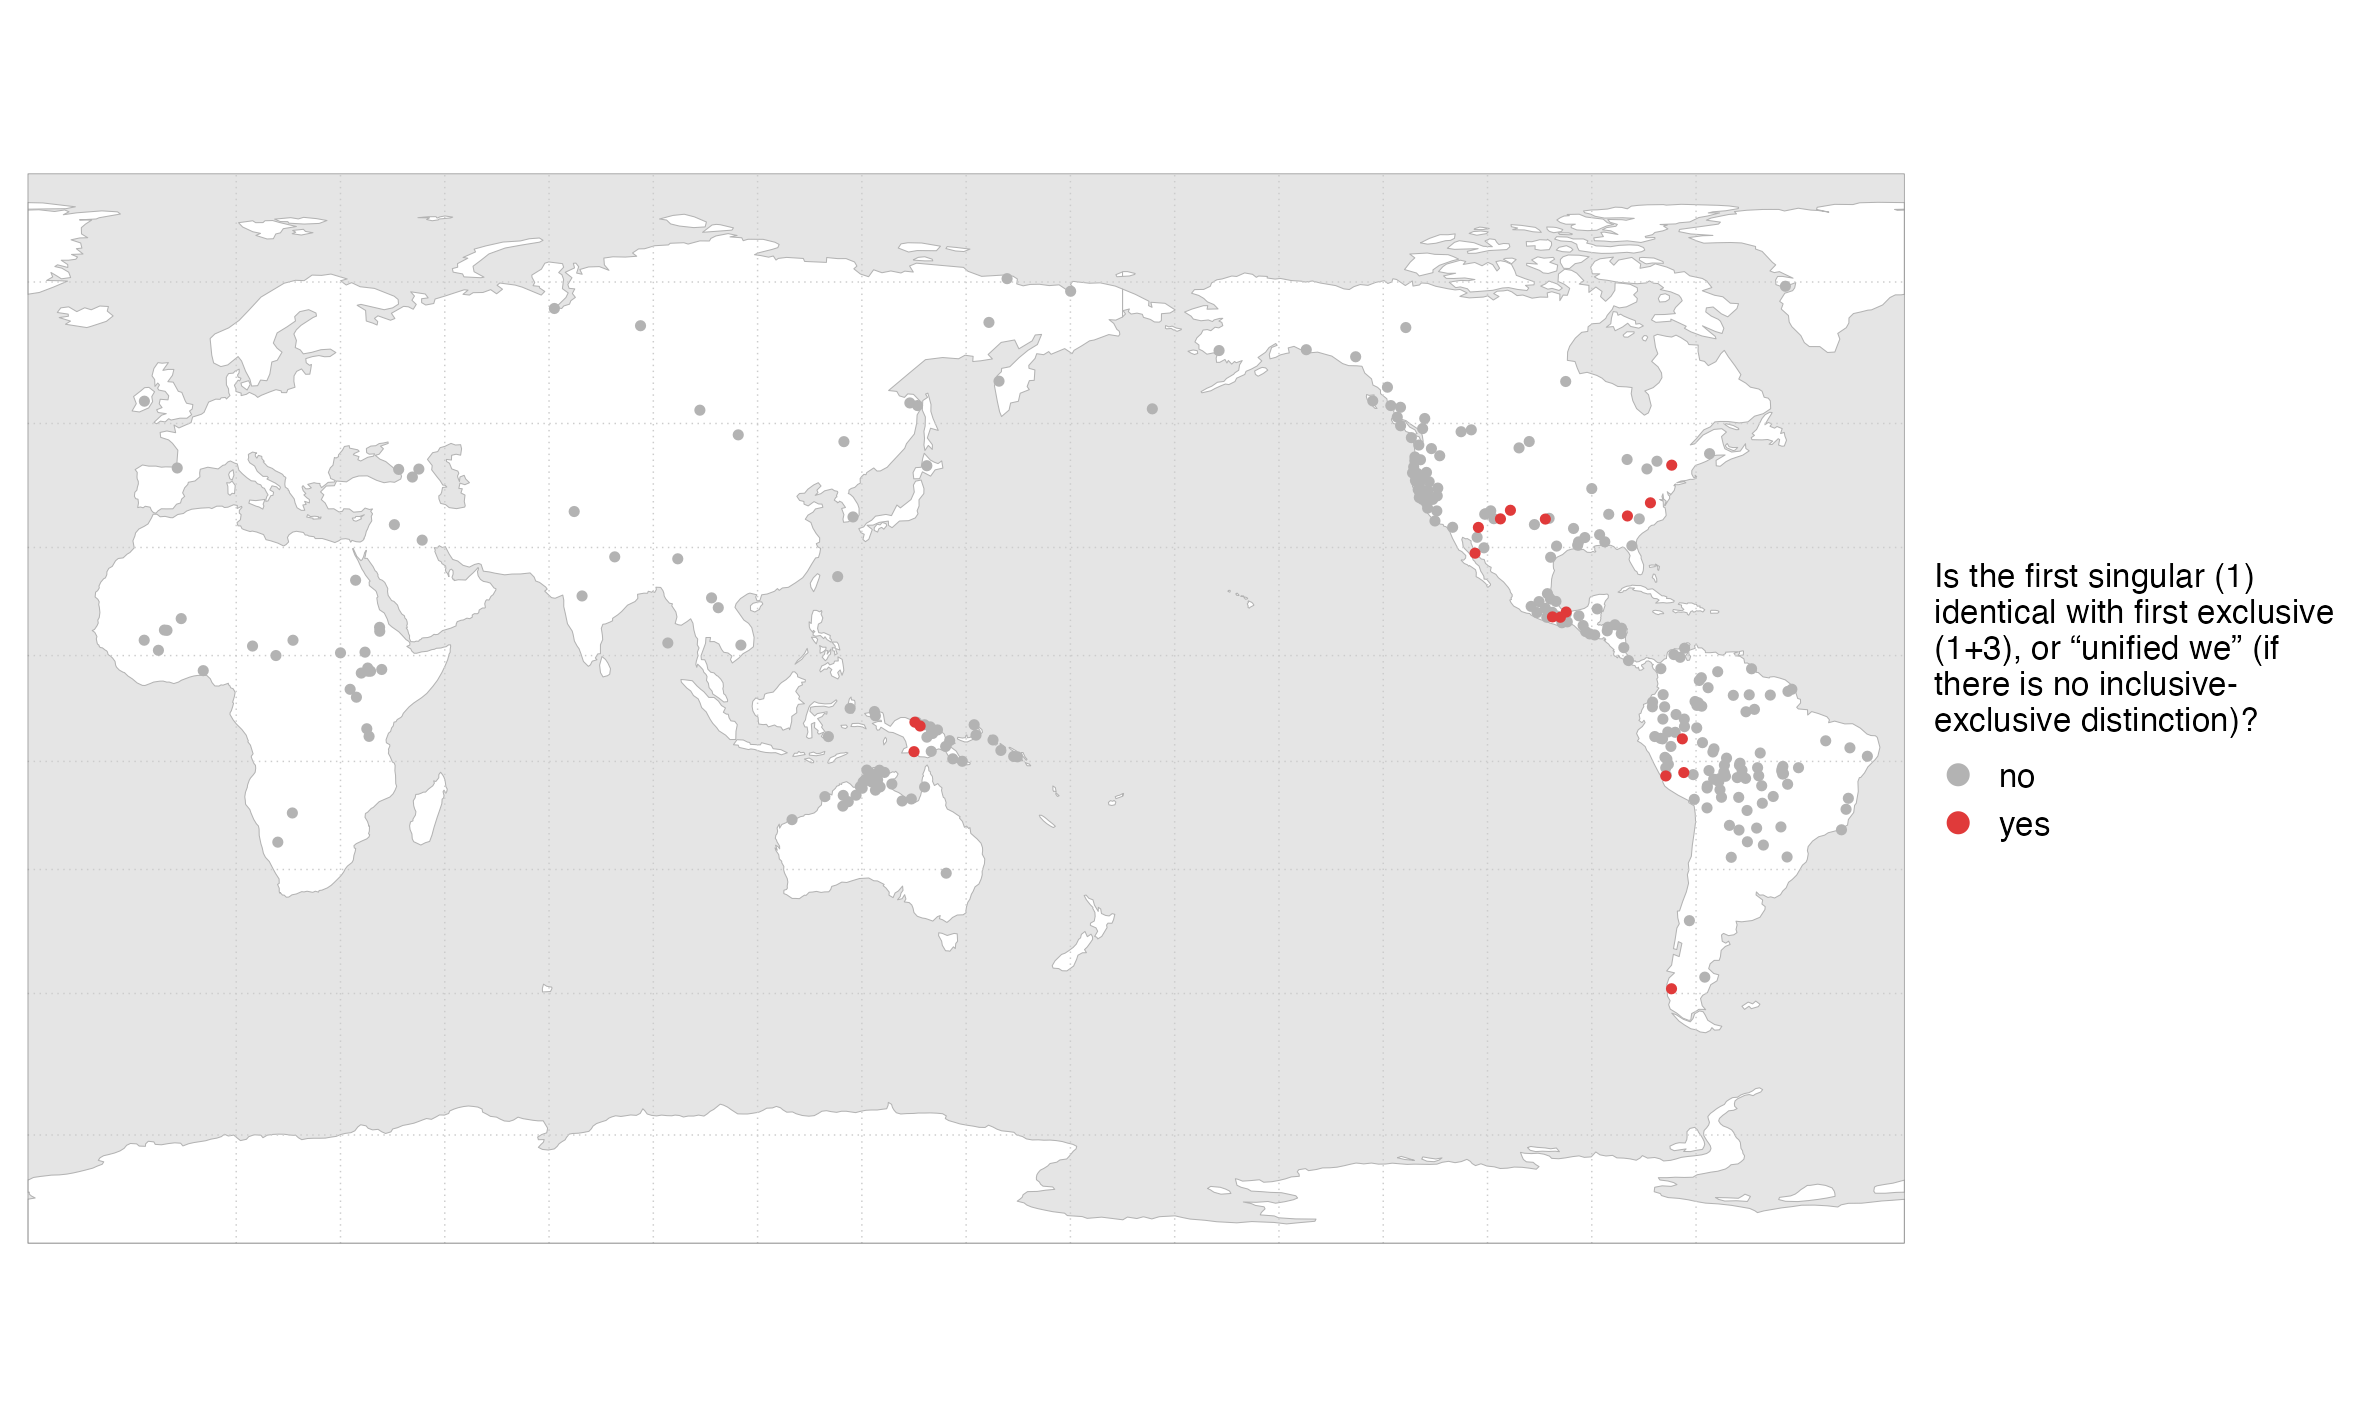 Is the first singular (1)
identical with first exclusive
(1+3), or “unified we” (if
there is no inclusive-
exclusive distinction)?
no
yes